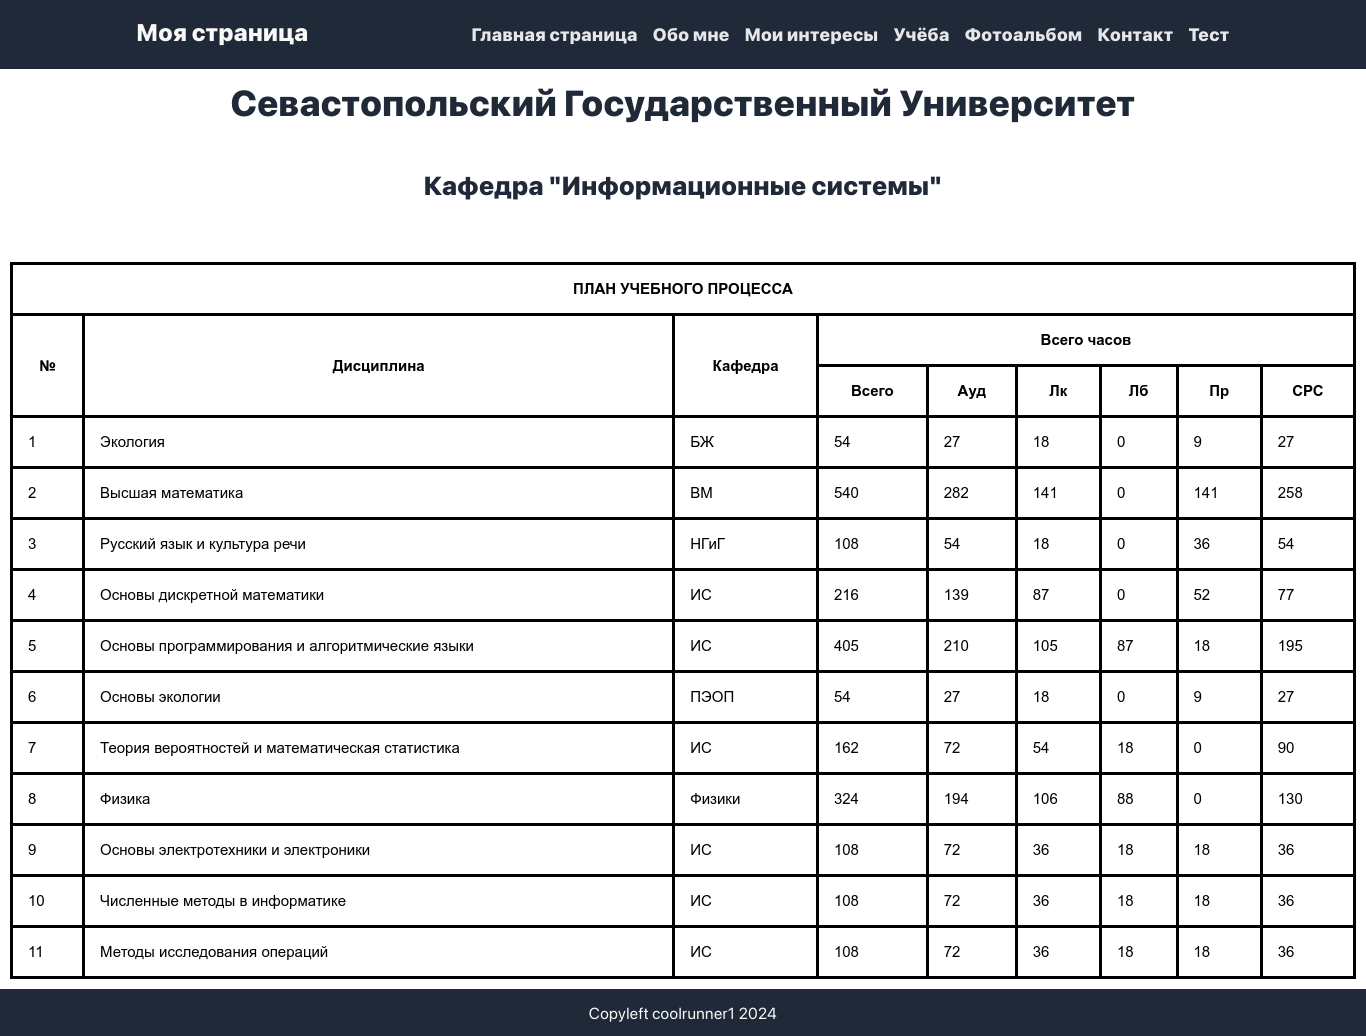 Моя страница Главная страница Обо мне Мои интересы Учёба Фотоальбом Контакт Тест
Севастопольский Государственный Университет
Кафедра "Информационные системы"
ПЛАН УЧЕБНОГО ПРОЦЕССА
№ Дисциплина Кафедра Всего часов
Всего Ауд Лк Лб Пр СРС
1 Экология БЖ 54 27 18 0 9 27
2 Высшая математика ВМ 540 282 141 0 141 258
3 Русский язык и культура речи НГиГ 108 54 18 0 36 54
4 Основы дискретной математики ИС 216 139 87 0 52 77
5 Основы программирования и алгоритмические языки ИС 405 210 105 87 18 195
6 Основы экологии ПЭОП 54 27 18 0 9 27
7 Теория вероятностей и математическая статистика ИС 162 72 54 18 0 90
8 Физика Физики 324 194 106 88 0 130
9 Основы электротехники и электроники ИС 108 72 36 18 18 36
10 Численные методы в информатике ИС 108 72 36 18 18 36
11 Методы исследования операций ИС 108 72 36 18 18 36
Copyleft coolrunner1 2024